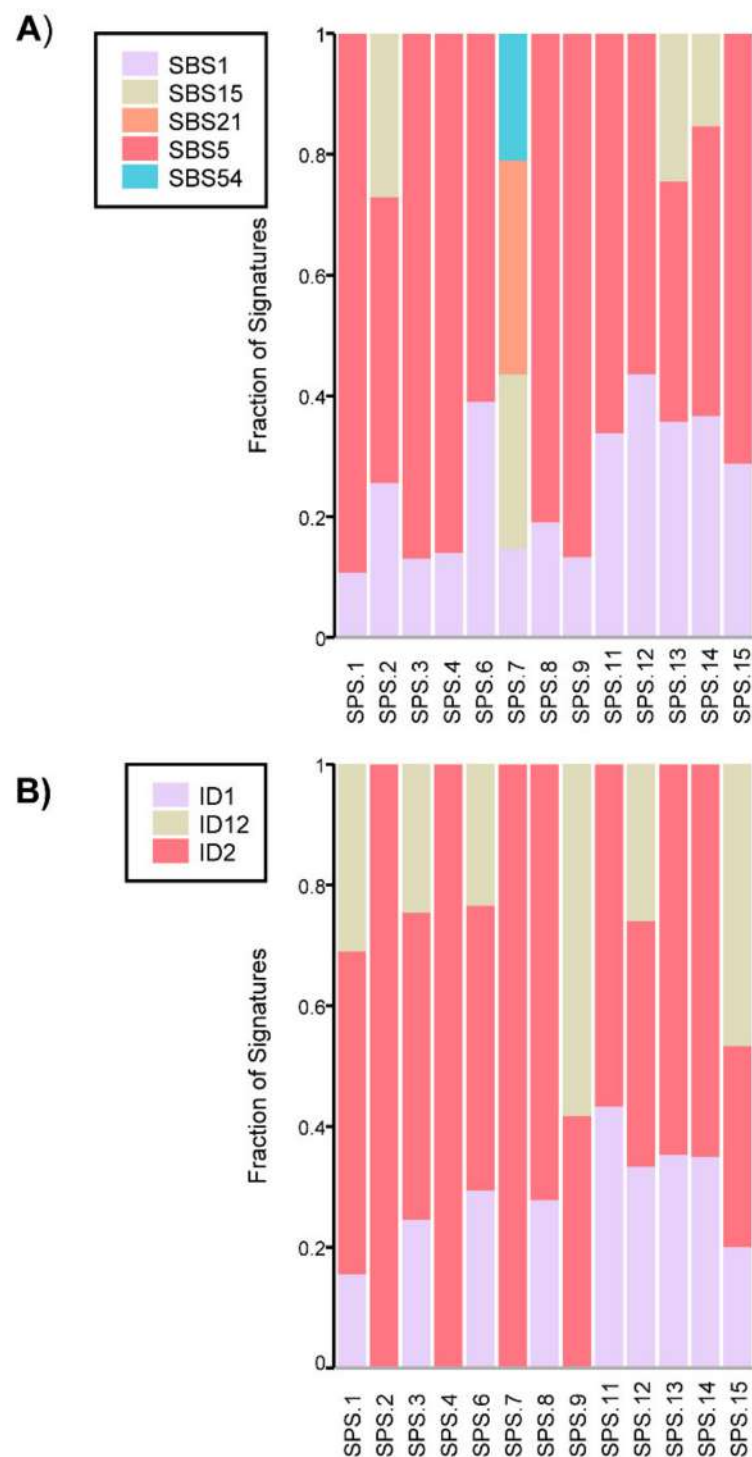 A)
SBS1
SBS15
SBS21
SBS5
SBS54
Fraction of Signatures
1
0.8
0.6
0.4
0.2
0
SPS.1 SPS.2 SPS.3 SPS.4 SPS.6 SPS.7 SPS.8 SPS.9 SPS.11 SPS.12 SPS.13 SPS.14 SPS.15
B)
ID1
ID12
ID2
Fraction of Signatures
1
0.8
0.6
0.4
0.2
0
SPS.1 SPS.2 SPS.3 SPS.4 SPS.6 SPS.7 SPS.8 SPS.9 SPS.11 SPS.12 SPS.13 SPS.14 SPS.15